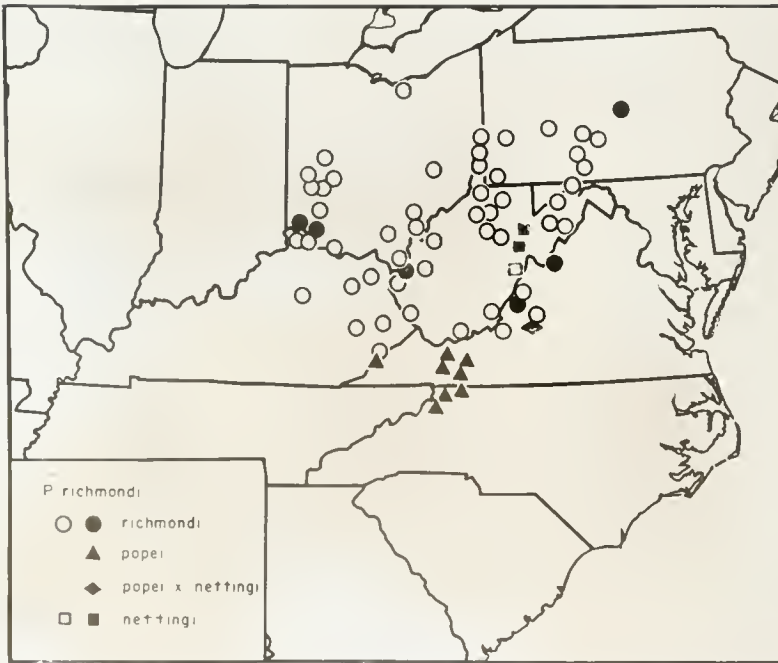 P richmondi
richmondi
popei
popei x nettingi
nettingi